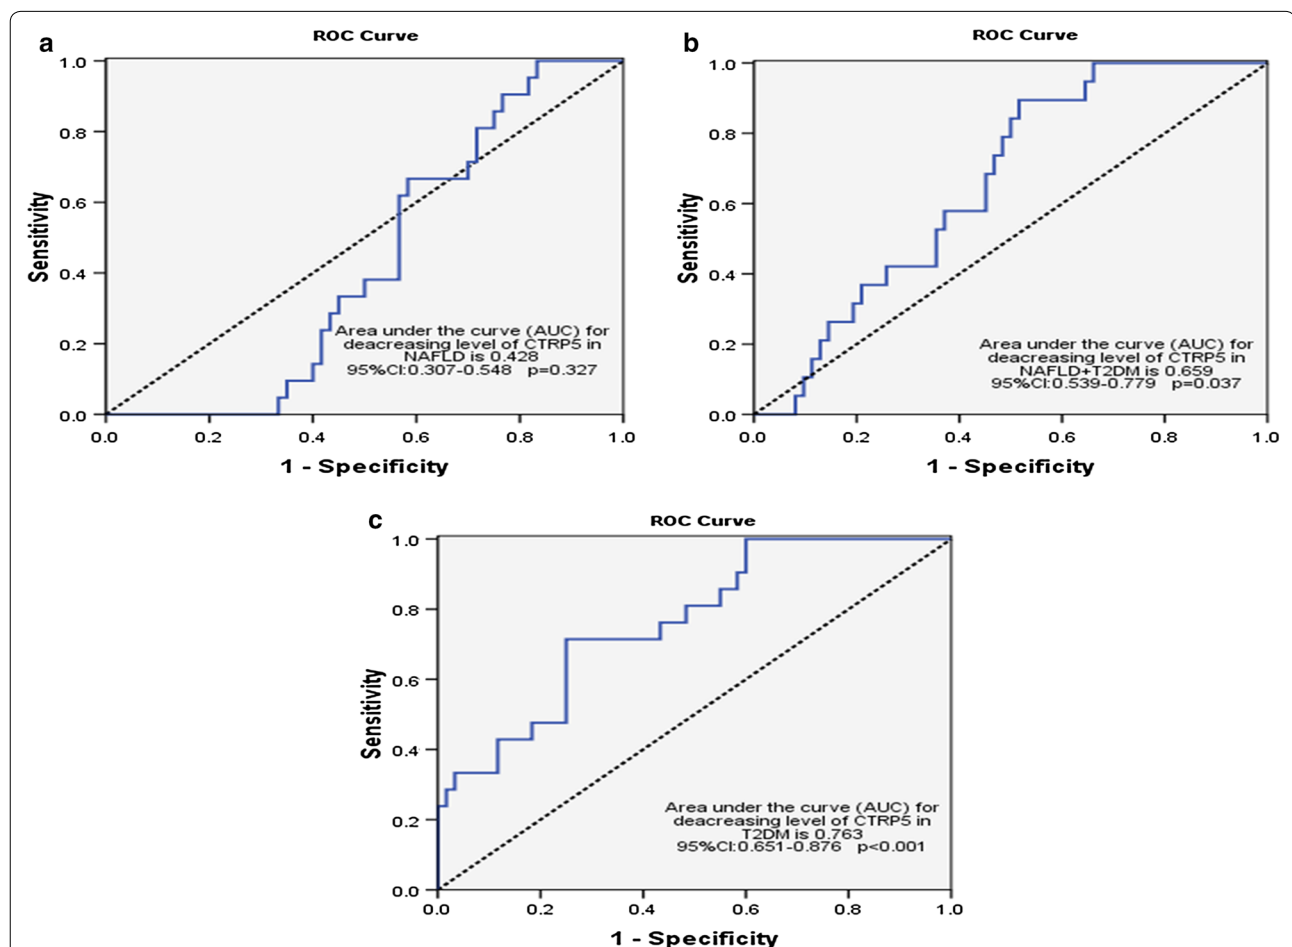 a
ROC Curve
1.0
0.8
0.6
0.4
0.2
0.0
Sensitivity
Area under the curve (AUC) for
deacreasing level of CTRP5 in
NAFLD is 0.428
95%CI:0.307-0.548 p=0.327
0.0 0.2 0.4 0.6 0.8 1.0
1 - Specificity
b
ROC Curve
1.0
0.8
0.6
0.4
0.2
0.0
Sensitivity
Area under the curve (AUC) for
deacreasing level of CTRP5 in
NAFLD+T2DM is 0.659
95%CI:0.539-0.779 p=0.037
0.0 0.2 0.4 0.6 0.8 1.0
1 - Specificity
c
ROC Curve
1.0
0.8
0.6
0.4
0.2
0.0
Sensitivity
Area under the curve (AUC) for
deacreasing level of CTRP5 in
T2DM is 0.763
95%CI:0.651-0.876 p<0.001
0.0 0.2 0.4 0.6 0.8 1.0
1 - Specificity